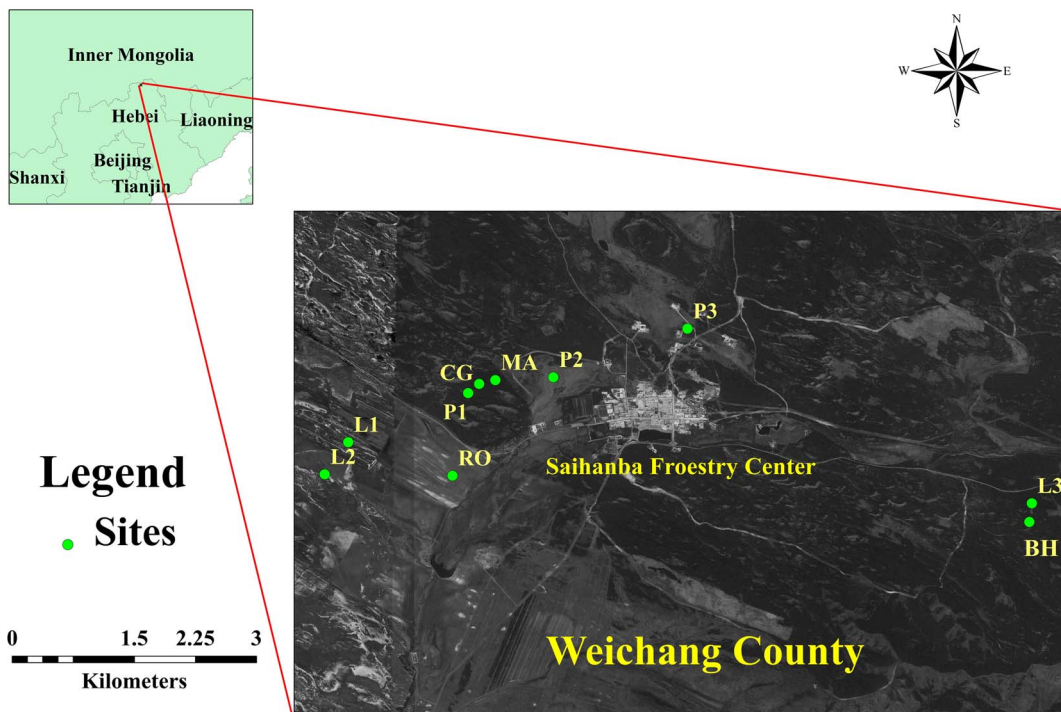 Inner Mongolia
Hebei
Liaoning
Beijing
Shanxi
Tianjin
N
W
E
S
P3
CG
MA
P2
P1
L1
L2
RO
Saihanba Froestry Center
L3
BH
Weichang County
Legend
Sites
0 1.5 2.25 3
Kilometers